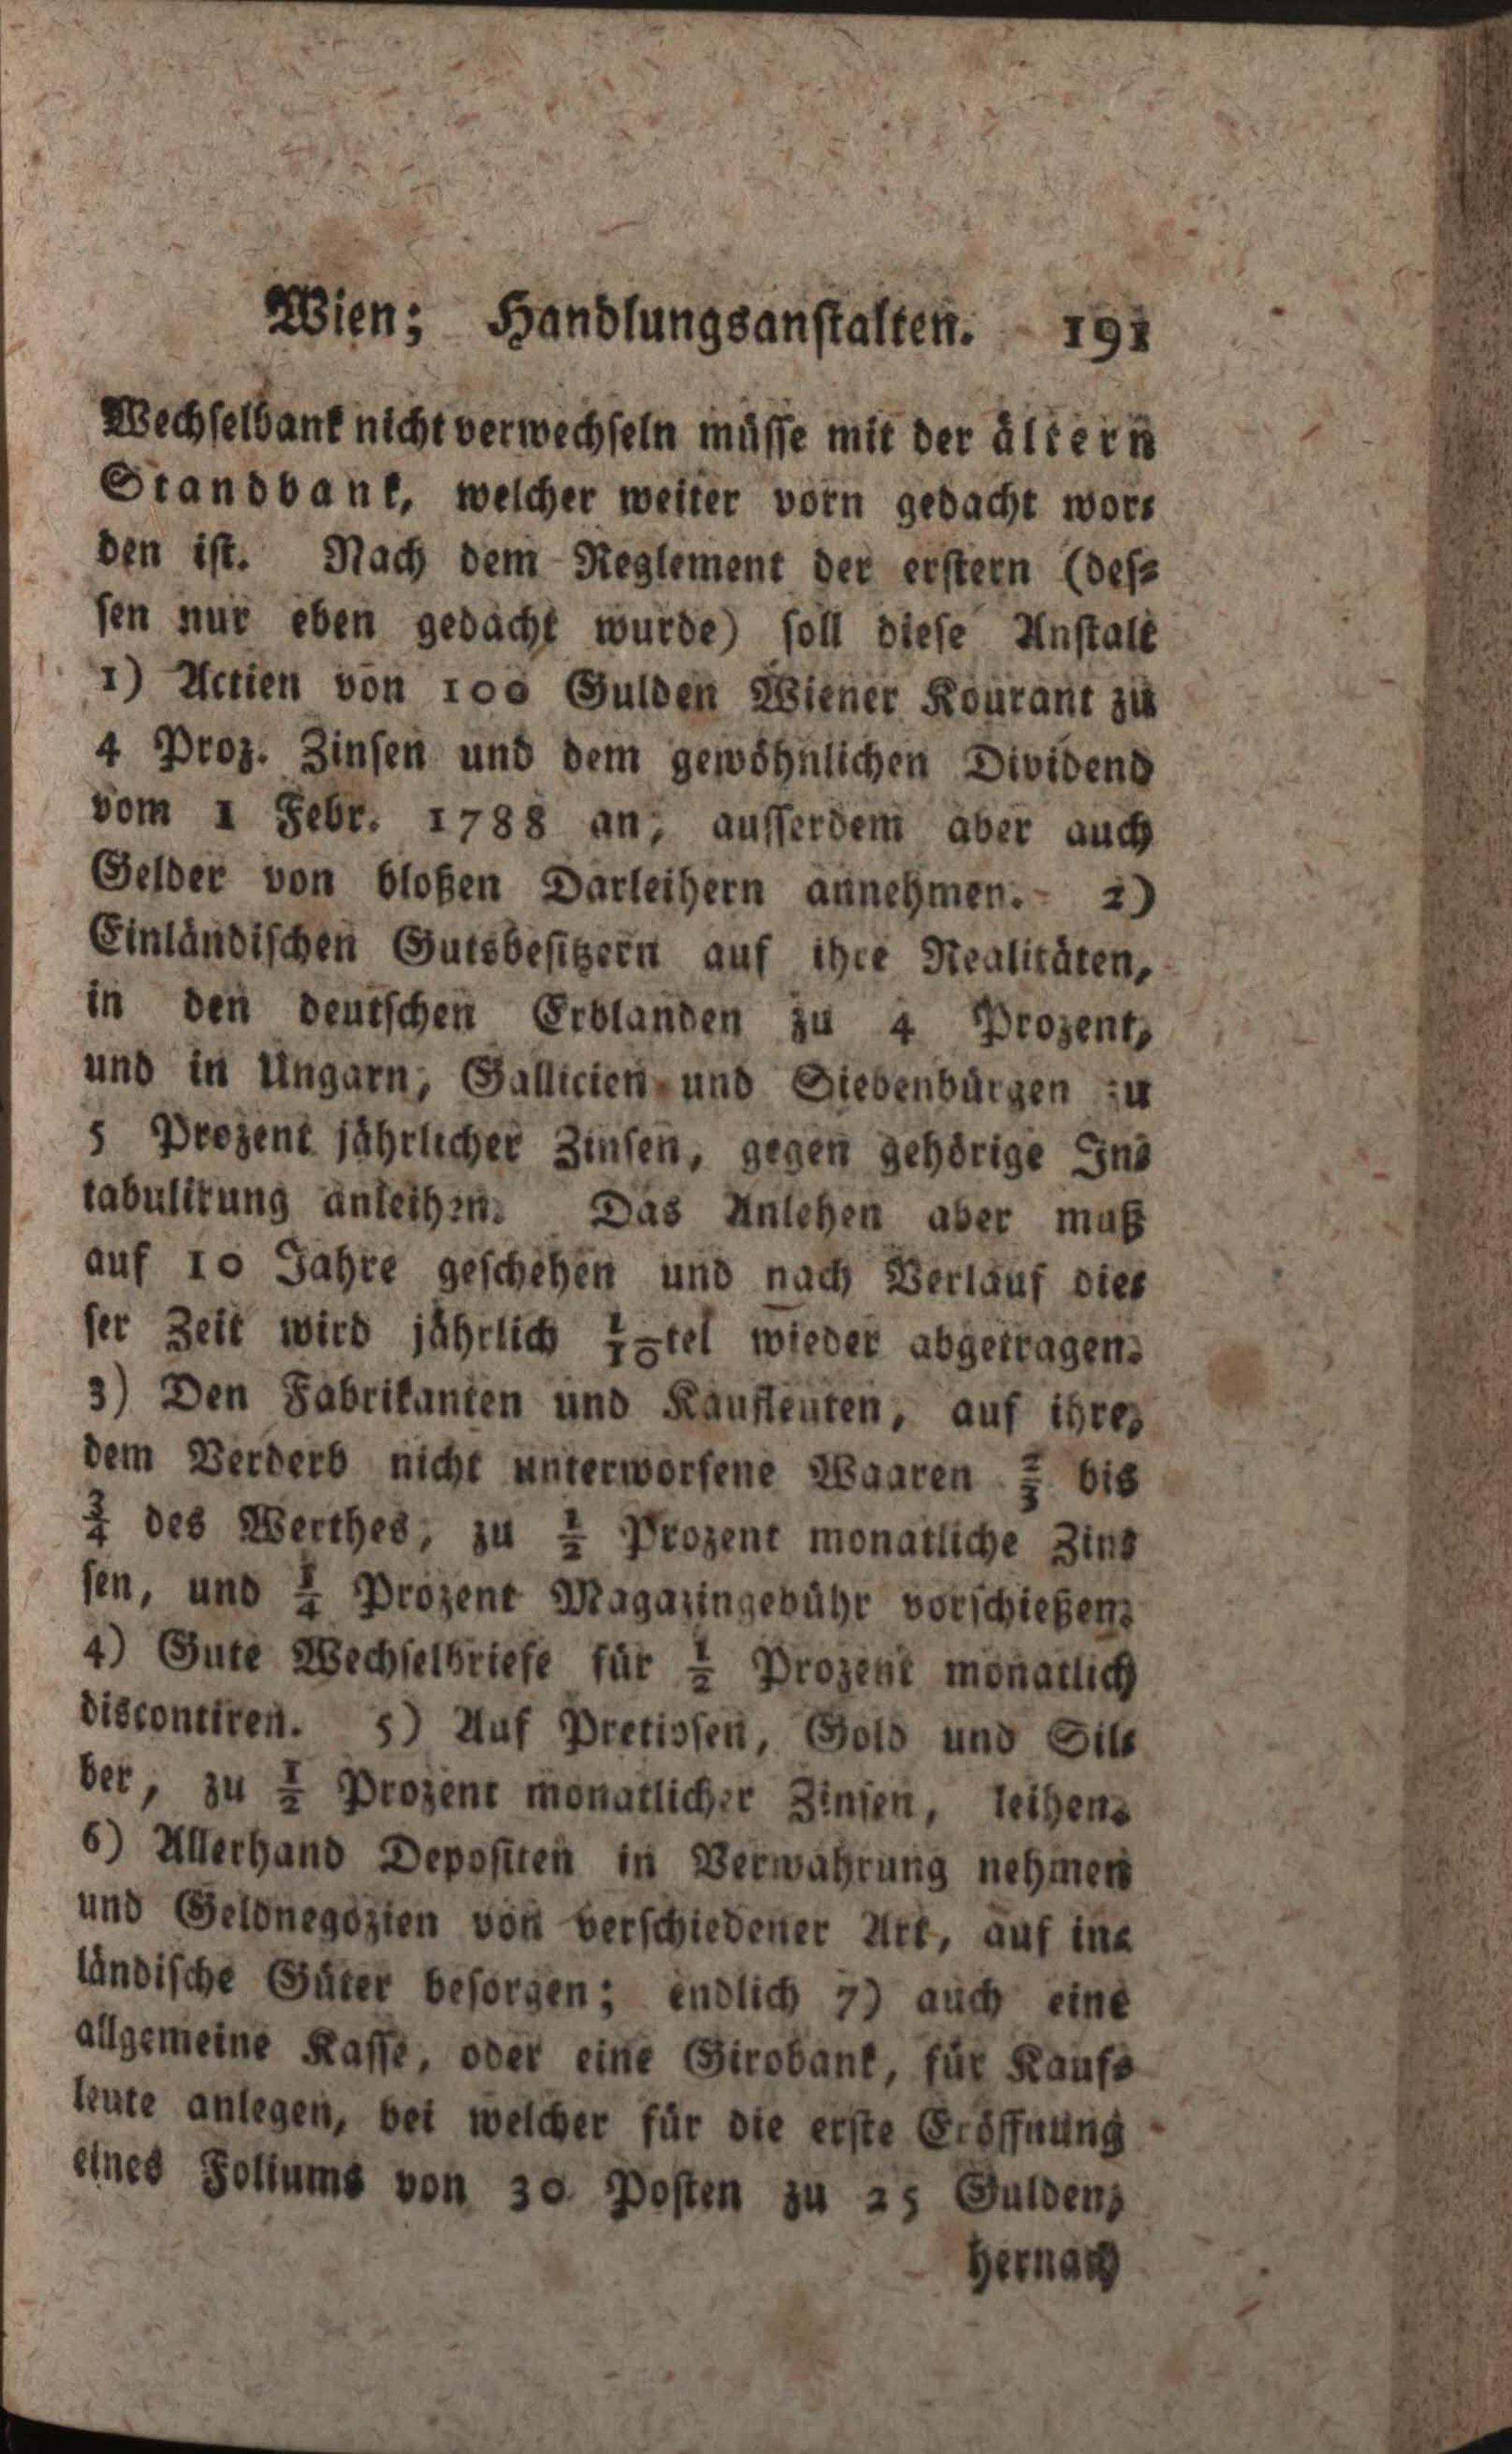 Wien; Handlungsanstalten. 191
Wechselbank nicht verwechseln müsse mit der ältern
Standbank, welcher weiter vorn gedacht wor⸗
den ist. Nach dem Reglement der erstern (des⸗
sen nur eben gedacht wurde) soll diese Anstalt
1) Actien von 100 Gulden Wiener Kourant zu
4 Proz. Zinsen und dem gewöhnlichen Dividend
vom 1 Febr. 1788 an, ausserdem aber auch
Gelder von bloßen Darleihern annehmen. 2)
Einländischen Gutsbesitzern auf ihre Realitäten,
in den deutschen Erblanden zu 4 Prozent,
und in Ungarn, Gallicien und Siebenbürgen zu
5 Prozent jährlicher Zinsen, gegen gehörige In⸗
tabulirung anleihen. Das Anlehen aber muß
auf 10 Jahre geschehen und nach Verlauf die⸗
ser Zeit wird jährlich 1/10tel wieder abgetragen.
3) Den Fabrikanten und Kaufleuten, auf ihre,
dem Verderb nicht unterworfene Waaren 2/3 bis
3/4 des Werthes, zu 1/2 Prozent monatliche Zin⸗
sen, und 1/4 Prozent Magazingebühr vorschießen.
4) Gute Wechselbriefe für 1/2 Prozent monatlich
discontiren. 5) Auf Pretiosen, Gold und Sil⸗
ber, zu 1/2 Prozent monatlicher Zinsen, leihen.
6) Allerhand Depositen in Verwahrung nehmen
und Geldnegozien von verschiedener Art, auf in⸗
ländische Güter besorgen; endlich 7) auch eine
allgemeine Kasse, oder eine Girobank, für Kauf⸗
leute anlegen, bei welcher für die erste Eröffnung
eines Foliums von 30 Posten zu 25 Gulden,
hernach